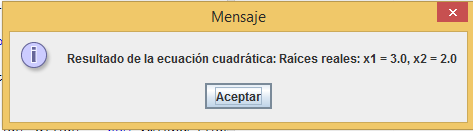 Mensaje
Resultado de la ecuación cuadrática: Raíces reales: x1 = 3.0, x2 = 2.0
Aceptar